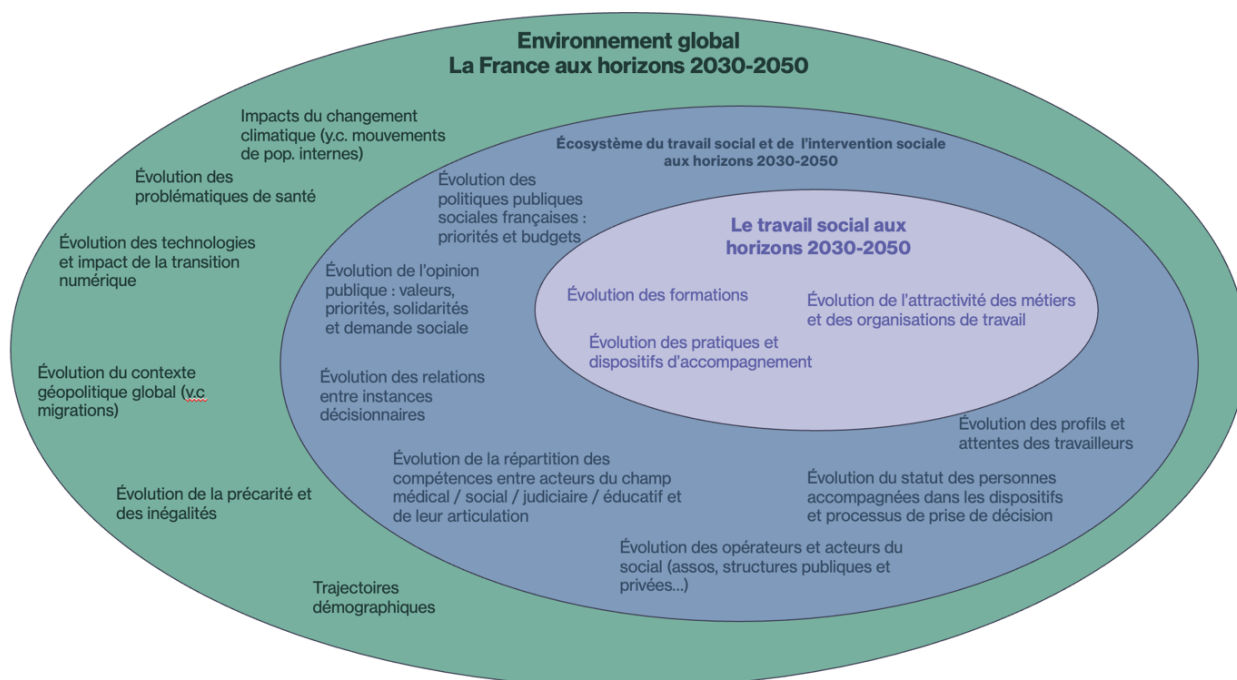 Environnement global
La France aux horizons 2030-2050
Impacts du changement
climatique (y.c. mouvements
de pop. internes)
Évolution des
problématiques de santé
Évolution des technologies
et impact de la transition
numérique
Évolution du contexte
géopolitique global (y.c
migrations)
Évolution de la précarité et
des inégalités
Trajectoires
démographiques
Écosystème du travail social et de l'intervention sociale
aux horizons 2030-2050
Évolution des
politiques publiques
sociales françaises :
priorités et budgets
Évolution de l'opinion
publique : valeurs,
priorités, solidarités
et demande sociale
Évolution des relations
entre instances
décisionnaires
Évolution de la répartition des
compétences entre acteurs du champ
médical / social / judiciaire / éducatif et
de leur articulation
Évolution des opérateurs et acteurs du
social (assos, structures publiques et
privées...)
Évolution du statut des personnes
accompagnées dans les dispositifs
et processus de prise de décision
Évolution des profils et
attentes des travailleurs
Le travail social aux
horizons 2030-2050
Évolution des formations
Évolution de l'attractivité des métiers
et des organisations de travail
Évolution des pratiques et
dispositifs d'accompagnement